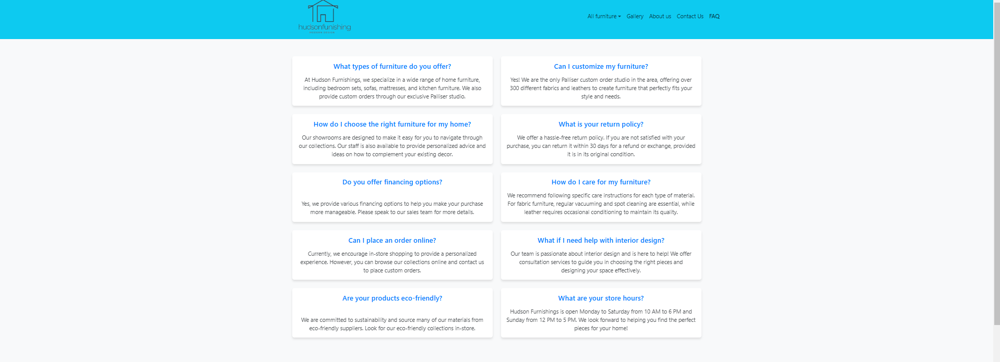 hudsonfunishing
MODERN DESIGN
All furniture
Gallery
About us
Contact Us
FAQ
What types of furniture do you offer?
At Hudson Furnishings, we specialize in a wide range of home furniture,
including bedroom sets, sofas, mattresses, and kitchen furniture. We also
provide custom orders through our exclusive Palliser studio.
Can I customize my furniture?
Yes! We are the only Palliser custom order studio in the area, offering over
300 different fabrics and leathers to create furniture that perfectly fits your
style and needs.
How do I choose the right furniture for my home?
Our showrooms are designed to make it easy for you to navigate through
our collections. Our staff is also available to provide personalized advice and
ideas on how to complement your existing decor.
What is your return policy?
We offer a hassle-free return policy. If you are not satisfied with your
purchase, you can return it within 30 days for a refund or exchange, provided
it is in its original condition.
Do you offer financing options?
Yes, we provide various financing options to help you make your purchase
more manageable. Please speak to our sales team for more details.
How do I care for my furniture?
We recommend following specific care instructions for each type of material.
For fabric furniture, regular vacuuming and spot cleaning are essential, while
leather requires occasional conditioning to maintain its quality.
Can I place an order online?
Currently, we encourage in-store shopping to provide a personalized
experience. However, you can browse our collections online and contact us
to place custom orders.
What if I need help with interior design?
Our team is passionate about interior design and is here to help! We offer
consultation services to guide you in choosing the right pieces and
designing your space effectively.
Are your products eco-friendly?
We are committed to sustainability and source many of our materials from
eco-friendly suppliers. Look for our eco-friendly collections in-store.
What are your store hours?
Hudson Furnishings is open Monday to Saturday from 10 AM to 6 PM and
Sunday from 12 PM to 5 PM. We look forward to helping you find the perfect
pieces for your home!